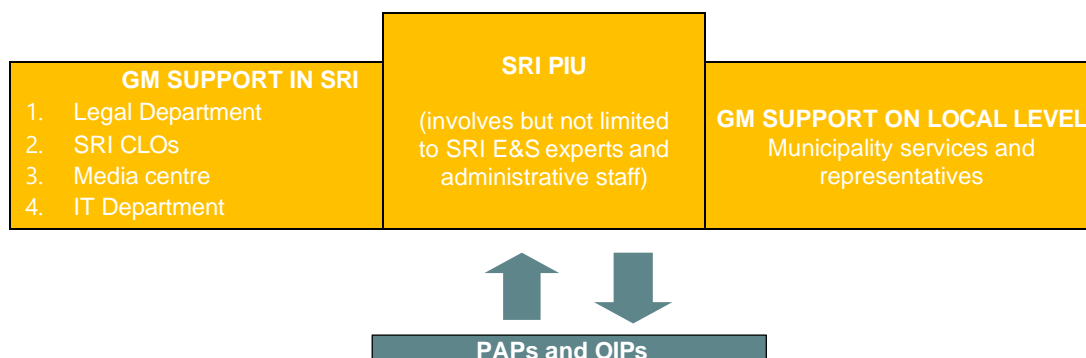 GM SUPPORT IN SRI
1. Legal Department
2. SRI CLOs
3. Media centre
4. IT Department
SRI PIU
(involves but not limited
to SRI E&S experts and
administrative staff)
GM SUPPORT ON LOCAL LEVEL
Municipality services and
representatives
PAPs and OIPs